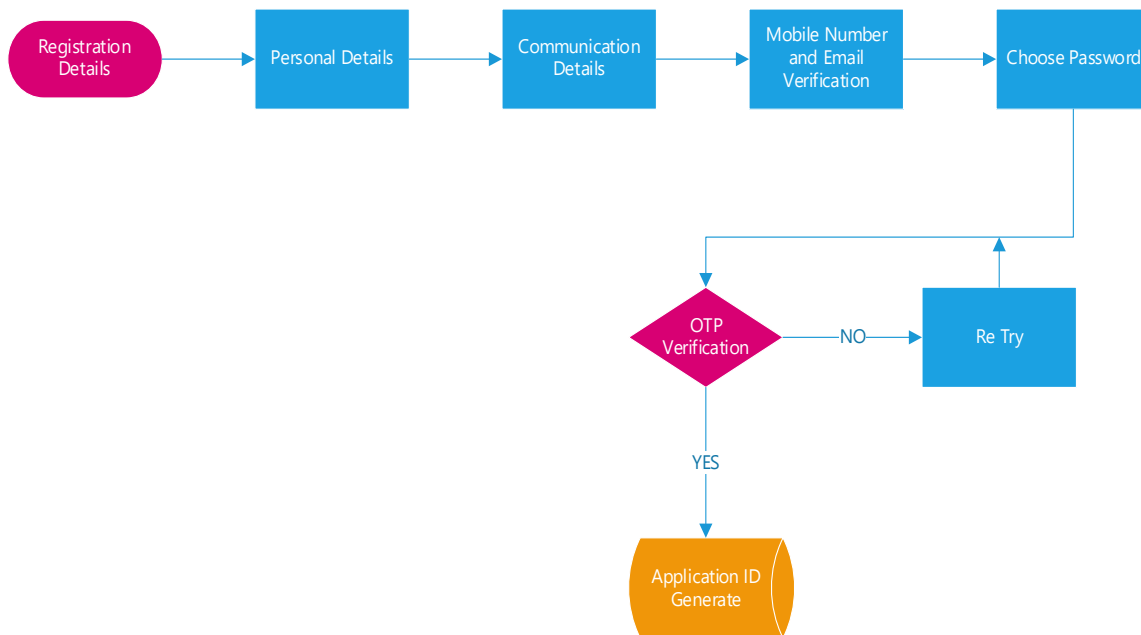 Registration
Details
Personal Details
Communication
Details
Mobile Number
and Email
Verification
Choose Password
OTP
Verification
NO
Re Try
YES
Application ID
Generate